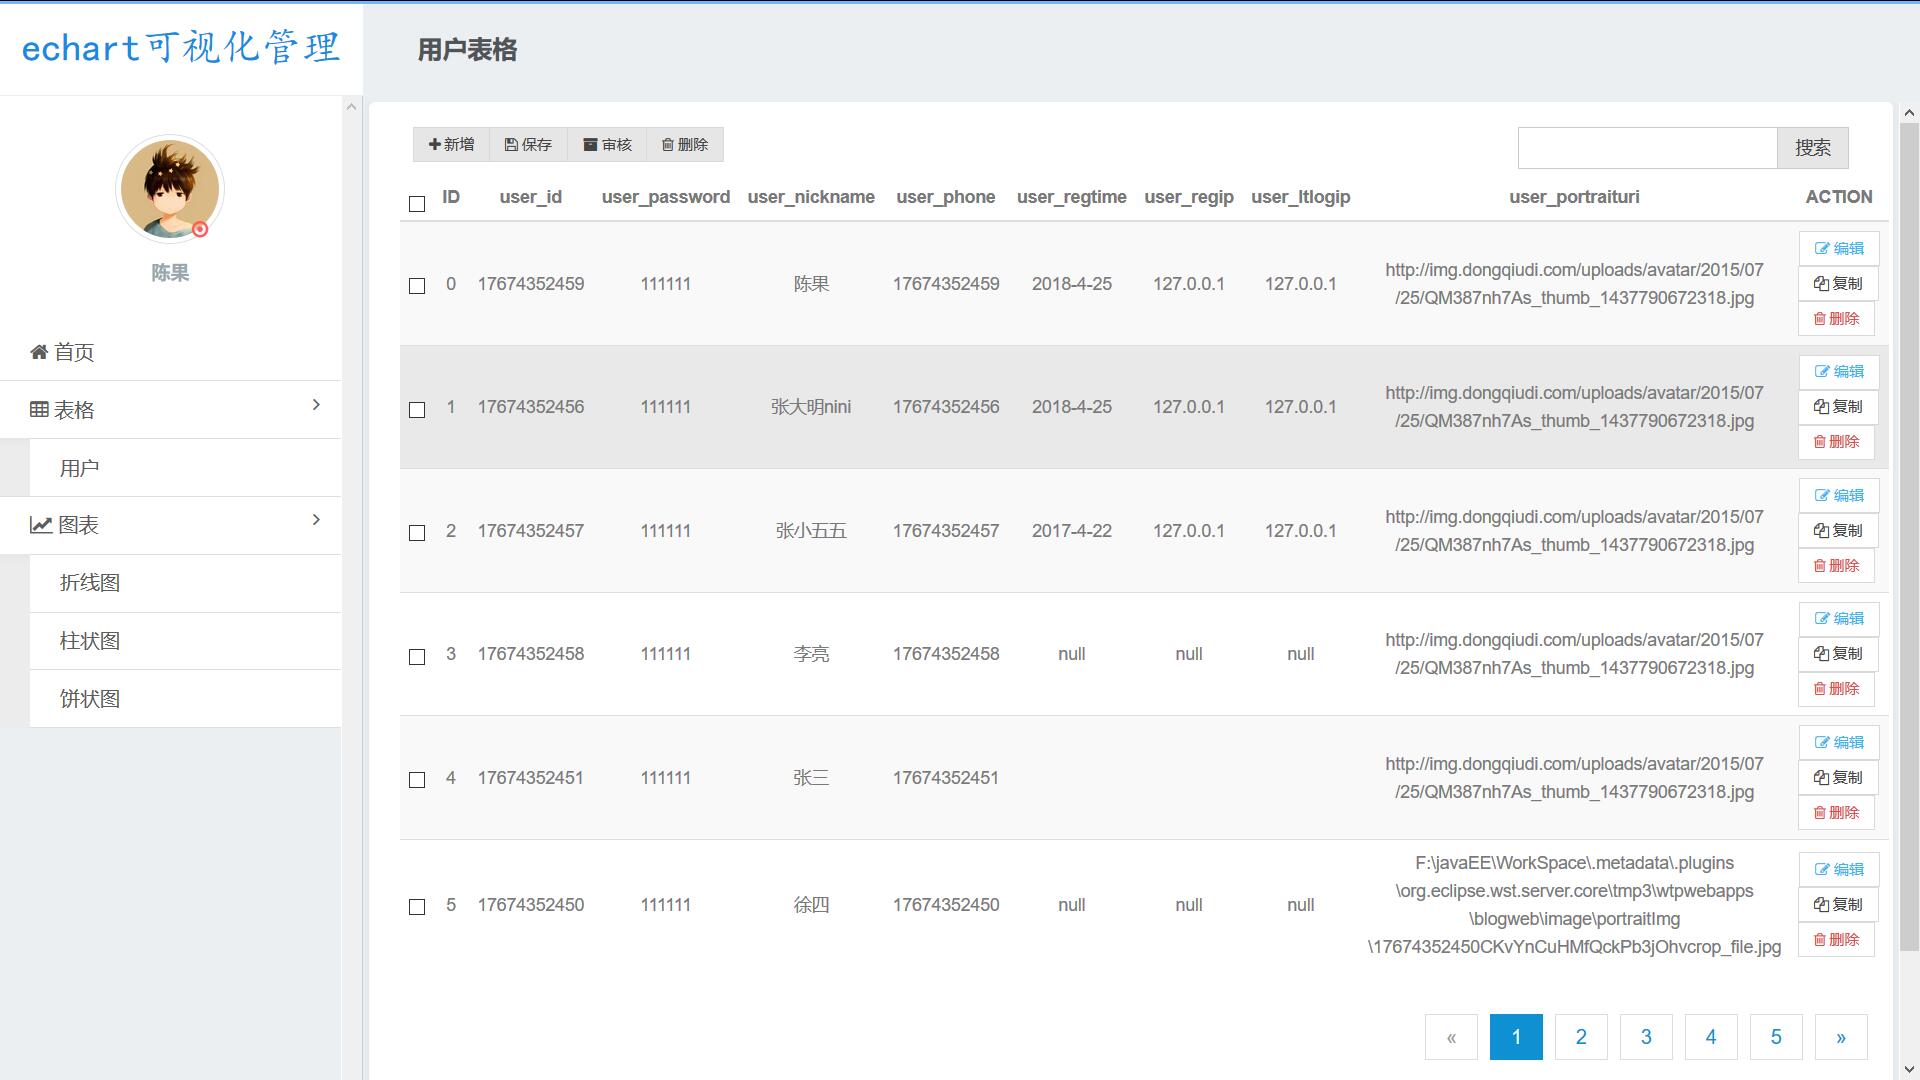 echart可视化管理
用户表格
陈果
首页
表格
用户
图表
折线图
柱状图
饼状图
新增 保存 审核 删除
搜索
ID user_id user_password user_nickname user_phone user_regtime user_regip user_ltlogip user_portraituri ACTION
0 17674352459 111111 陈果 17674352459 2018-4-25 127.0.0.1 127.0.0.1 http://img.dongqiudi.com/uploads/avatar/2015/07
/25/QM387nh7As_thumb_1437790672318.jpg
编辑
复制
删除
1 17674352456 111111 张大明nini 17674352456 2018-4-25 127.0.0.1 127.0.0.1 http://img.dongqiudi.com/uploads/avatar/2015/07
/25/QM387nh7As_thumb_1437790672318.jpg
编辑
复制
删除
2 17674352457 111111 张小五五 17674352457 2017-4-22 127.0.0.1 127.0.0.1 http://img.dongqiudi.com/uploads/avatar/2015/07
/25/QM387nh7As_thumb_1437790672318.jpg
编辑
复制
删除
3 17674352458 111111 李亮 17674352458 null null null http://img.dongqiudi.com/uploads/avatar/2015/07
/25/QM387nh7As_thumb_1437790672318.jpg
编辑
复制
删除
4 17674352451 111111 张三 17674352451 http://img.dongqiudi.com/uploads/avatar/2015/07
/25/QM387nh7As_thumb_1437790672318.jpg
编辑
复制
删除
5 17674352450 111111 徐四 17674352450 null null null F:\javaEE\WorkSpace\.metadata\.plugins
\org.eclipse.wst.server.core\tmp3\wtpwebapps
\blogweb\image\portraitImg
\17674352450CKvYnCuHMfQckPb3jOhvcrop_file.jpg
编辑
复制
删除
« 1 2 3 4 5 »